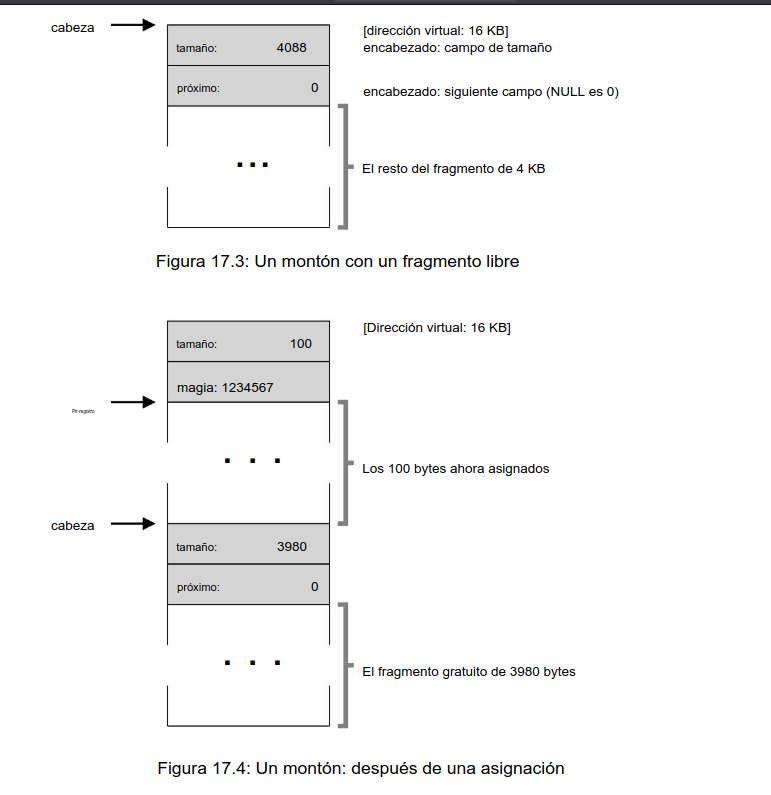 cabeza
[dirección virtual: 16 KB]
tamaño: 4088
encabezado: campo de tamaño
próximo: 0
encabezado: siguiente campo (NULL es 0)
...
El resto del fragmento de 4 KB
Figura 17.3: Un montón con un fragmento libre
[Dirección virtual: 16 KB]
tamaño: 100
magia: 1234567
Ptr-registro
. . .
Los 100 bytes ahora asignados
cabeza
tamaño: 3980
próximo: 0
. . .
El fragmento gratuito de 3980 bytes
Figura 17.4: Un montón: después de una asignación